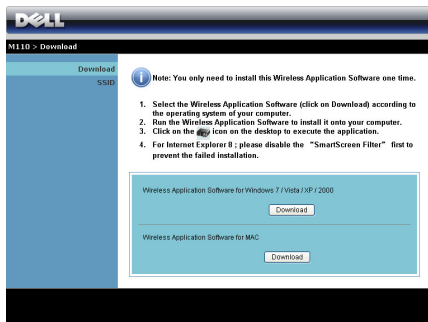 DELL
M110 > Download
Download
SSID
Note: You only need to install this Wireless Application Software one time.
1. Select the Wireless Application Software (click on Download) according to
the operating system of your computer.
2. Run the Wireless Application Software to install it onto your computer.
3. Click on the icon on the desktop to execute the application.
4. For Internet Explorer 8 ; please disable the "SmartScreen Filter" first to
prevent the failed installation.
Wireless Application Software for Windows 7 / Vista / XP / 2000
Download
Wireless Application Software for MAC
Download